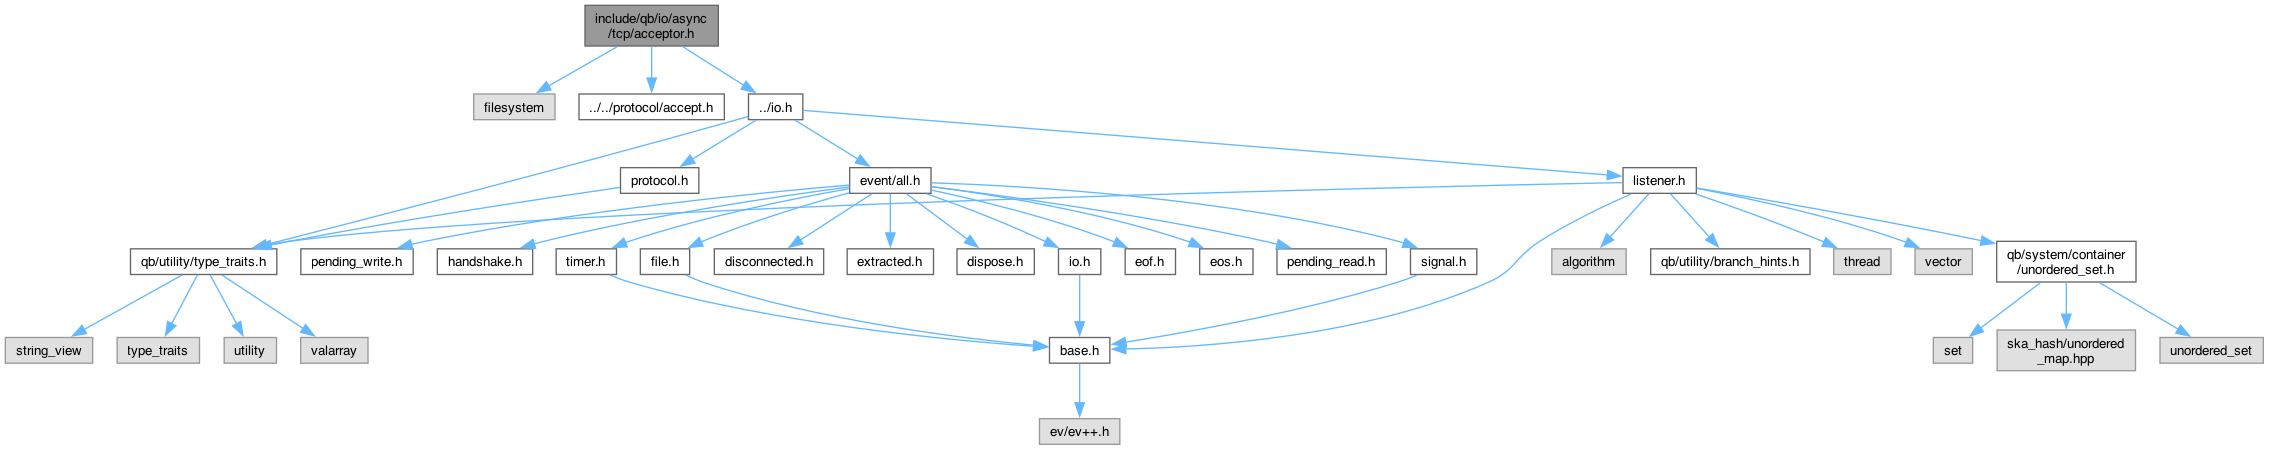 include/qb/io/async
/tcp/acceptor.h
filesystem
../../protocol/accept.h
../io.h
protocol.h
event/all.h
listener.h
qb/utility/type_traits.h
pending_write.h
handshake.h
timer.h
file.h
disconnected.h
extracted.h
dispose.h
io.h
eof.h
eos.h
pending_read.h
signal.h
algorithm
qb/utility/branch_hints.h
thread
vector
qb/system/container
/unordered_set.h
string_view
type_traits
utility
valarray
base.h
set
ska_hash/unordered
_map.hpp
unordered_set
ev/ev++.h